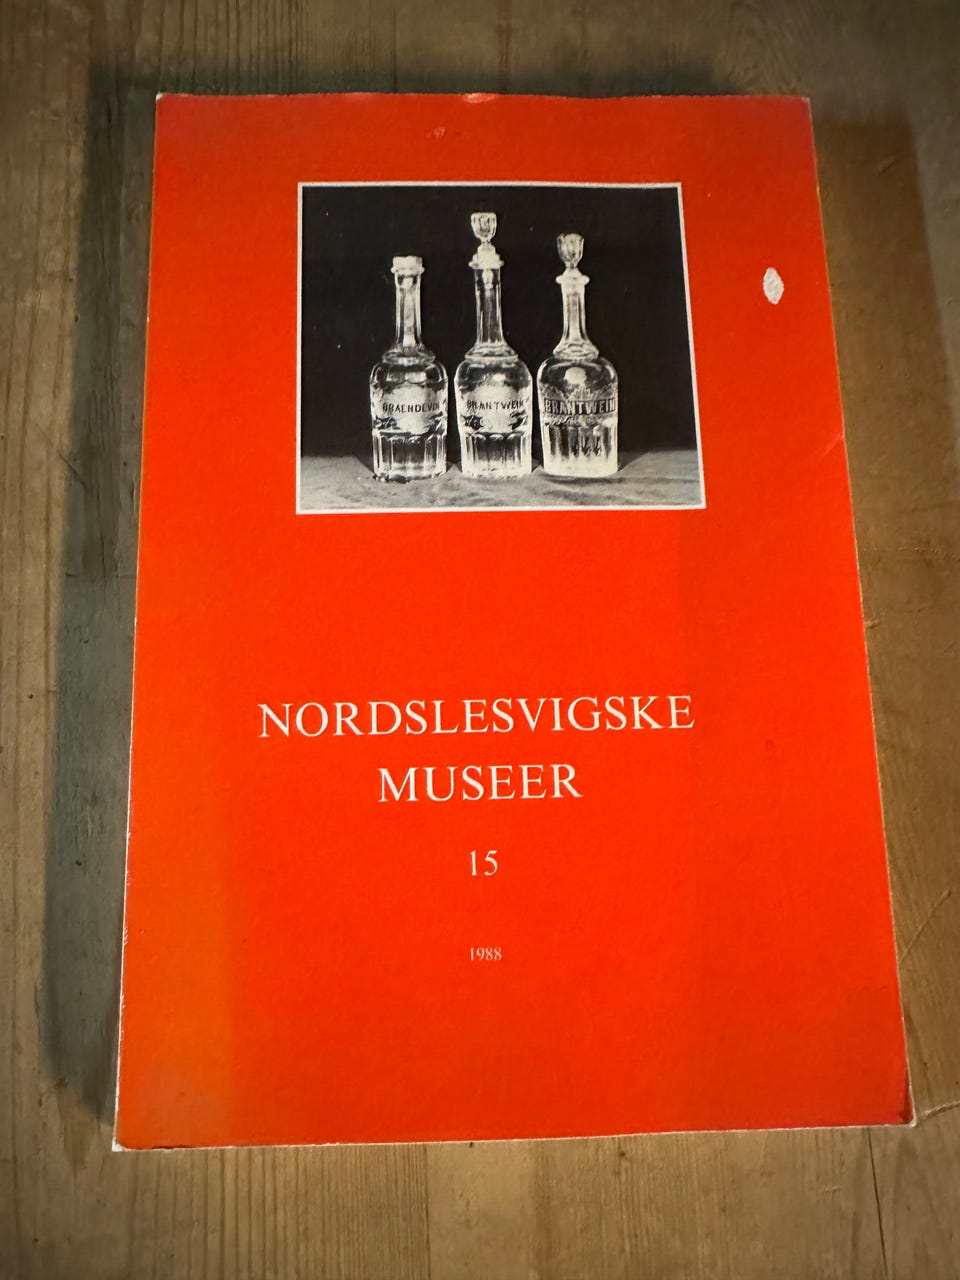 BRAENDEVIN
BRANTWEIN
BRANTWEIN
NORDSLESVIGSKE
MUSEER
15
1988